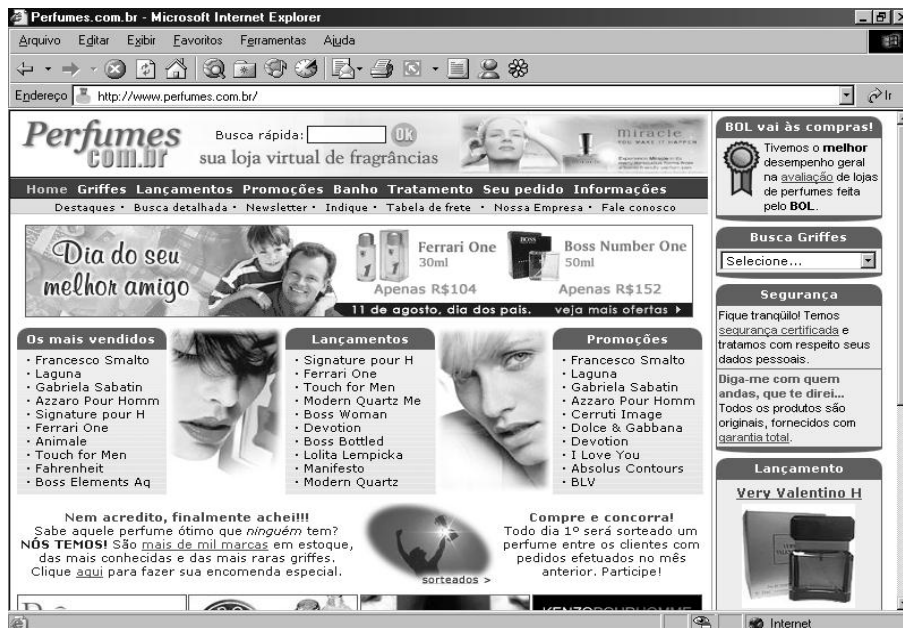 Perfumes.com.br - Microsoft Internet Explorer
Arquivo Editar Exibir Favoritos Ferramentas Ajuda
Endereço http://www.perfumes.com.br/ Ir
Perfumes
com.br
Busca rápida: Ok
sua loja virtual de fragrâncias
miracle
YOU MAKE IT HAPPEN
Home Griffes Lançamentos Promoções Banho Tratamento Seu pedido Informações
Destaques • Busca detalhada • Newsletter • Indique • Tabela de frete • Nossa Empresa • Fale conosco
Dia do seu
melhor amigo
Ferrari One
30ml
Apenas R$104
BOSS
Boss Number One
50ml
Apenas R$152
11 de agosto, dia dos pais. veja mais ofertas
Os mais vendidos
· Francesco Smalto
· Laguna
· Gabriela Sabatin
· Azzaro Pour Homm
· Signature pour H
· Ferrari One
· Animale
· Touch for Men
· Fahrenheit
· Boss Elements Aq
Lançamentos
· Signature pour H
· Ferrari One
· Touch for Men
· Modern Quartz Me
· Boss Woman
· Devotion
· Boss Bottled
· Lolita Lempicka
· Manifesto
· Modern Quartz
Promoções
· Francesco Smalto
· Laguna
· Gabriela Sabatin
· Azzaro Pour Homm
· Cerruti Image
· Dolce & Gabbana
· Devotion
· I Love You
· Absolus Contours
· BLV
Nem acredito, finalmente achei!!!
Sabe aquele perfume ótimo que ninguém tem?
NÓS TEMOS! São mais de mil marcas em estoque,
das mais conhecidas e das mais raras griffes.
Clique aqui para fazer sua encomenda especial.
sorteados >
Compre e concorra!
Todo dia 1º será sorteado um
perfume entre os clientes com
pedidos efetuados no mês
anterior. Participe!
KENZOPOURHOMME
BOL vai às compras!
Tivemos o melhor
desempenho geral
na avaliação de lojas
de perfumes feita
pelo BOL.
Busca Griffes
Selecione...
Segurança
Fique tranqüilo! Temos
segurança certificada e
tratamos com respeito seus
dados pessoais.
Diga-me com quem
andas, que te direi...
Todos os produtos são
originais, fornecidos com
garantia total.
Lançamento
Very Valentino H
Internet